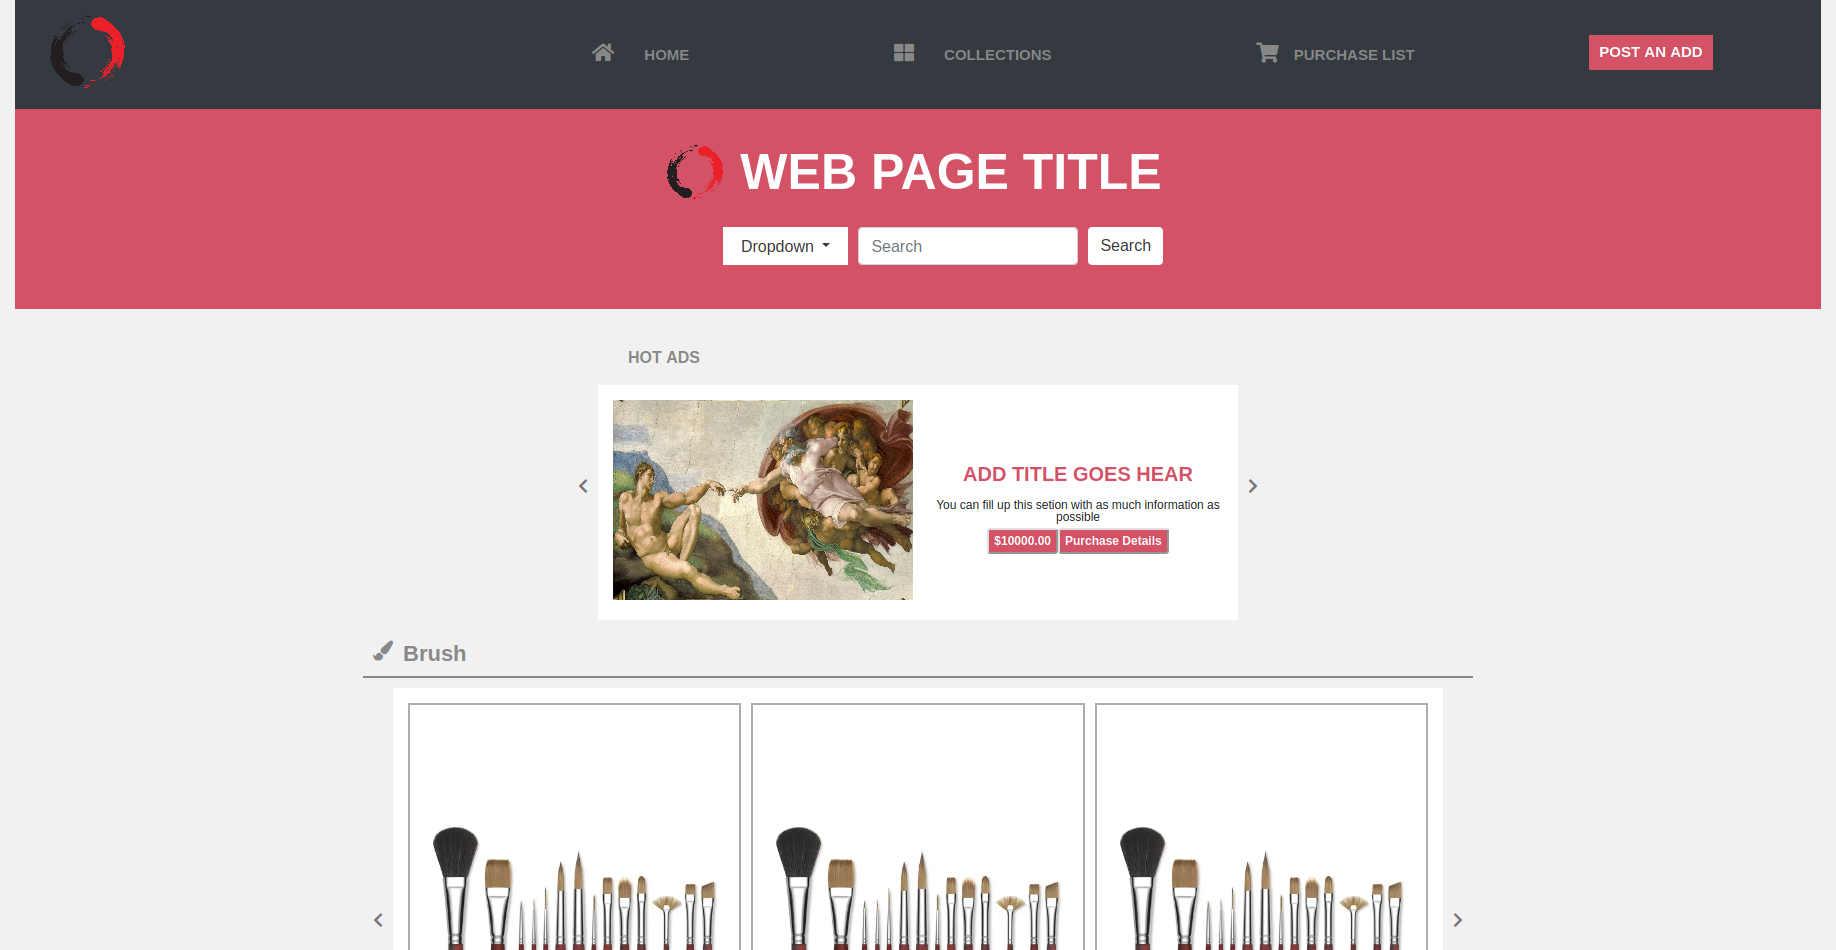 HOME
COLLECTIONS
PURCHASE LIST
POST AN ADD
WEB PAGE TITLE
Dropdown
Search
Search
HOT ADS
ADD TITLE GOES HEAR
You can fill up this setion with as much information as
possible
$10000.00
Purchase Details
Brush